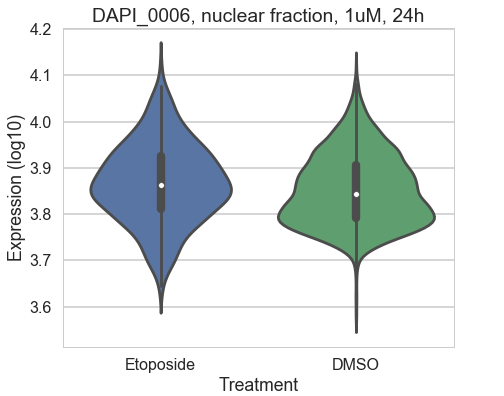 DAPI_0006, nuclear fraction, 1uM, 24h
4.2
4.1
4.0
3.9
3.8
3.7
3.6
Expression (log10)
Etoposide
DMSO
Treatment